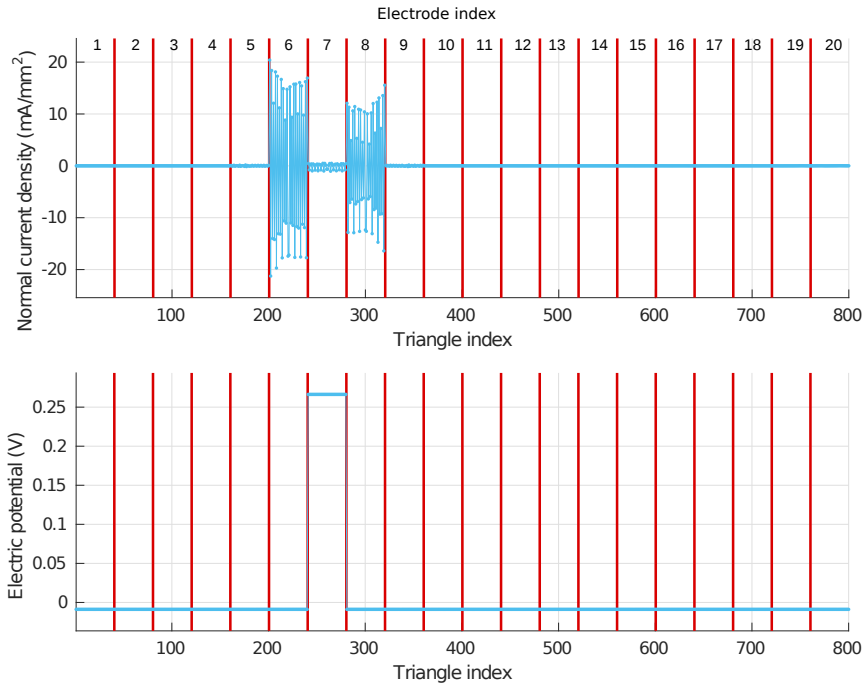 Electrode index
1 2 3 4 5 6 7 8 9 10 11 12 13 14 15 16 17 18 19 20
Normal current density (mA/mm²)
20
10
0
-10
-20
100 200 300 400 500 600 700 800
Triangle index
Electric potential (V)
0.25
0.2
0.15
0.1
0.05
0
100 200 300 400 500 600 700 800
Triangle index